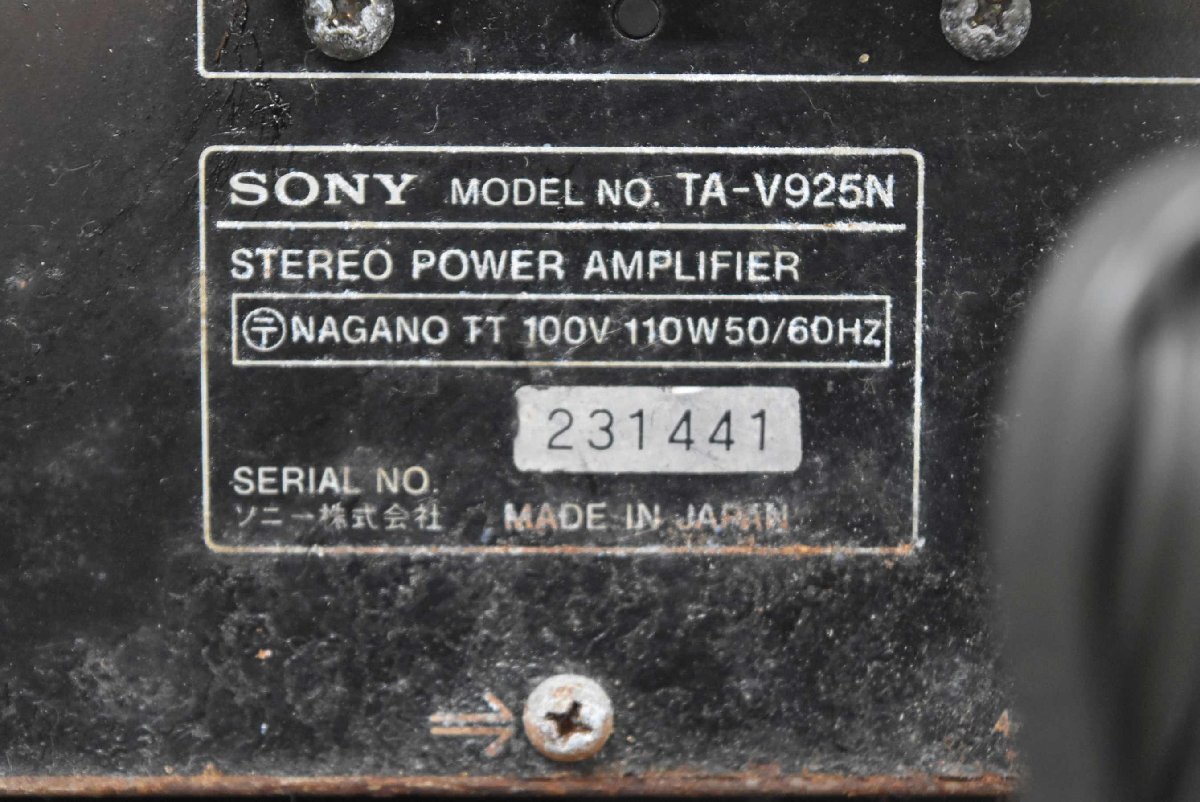 SONY MODEL NO. TA-V925N
STEREO POWER AMPLIFIER
〒 NAGANO TT 100V 110W 50/60HZ
231441
SERIAL NO.
ソニー株式会社 MADE IN JAPAN